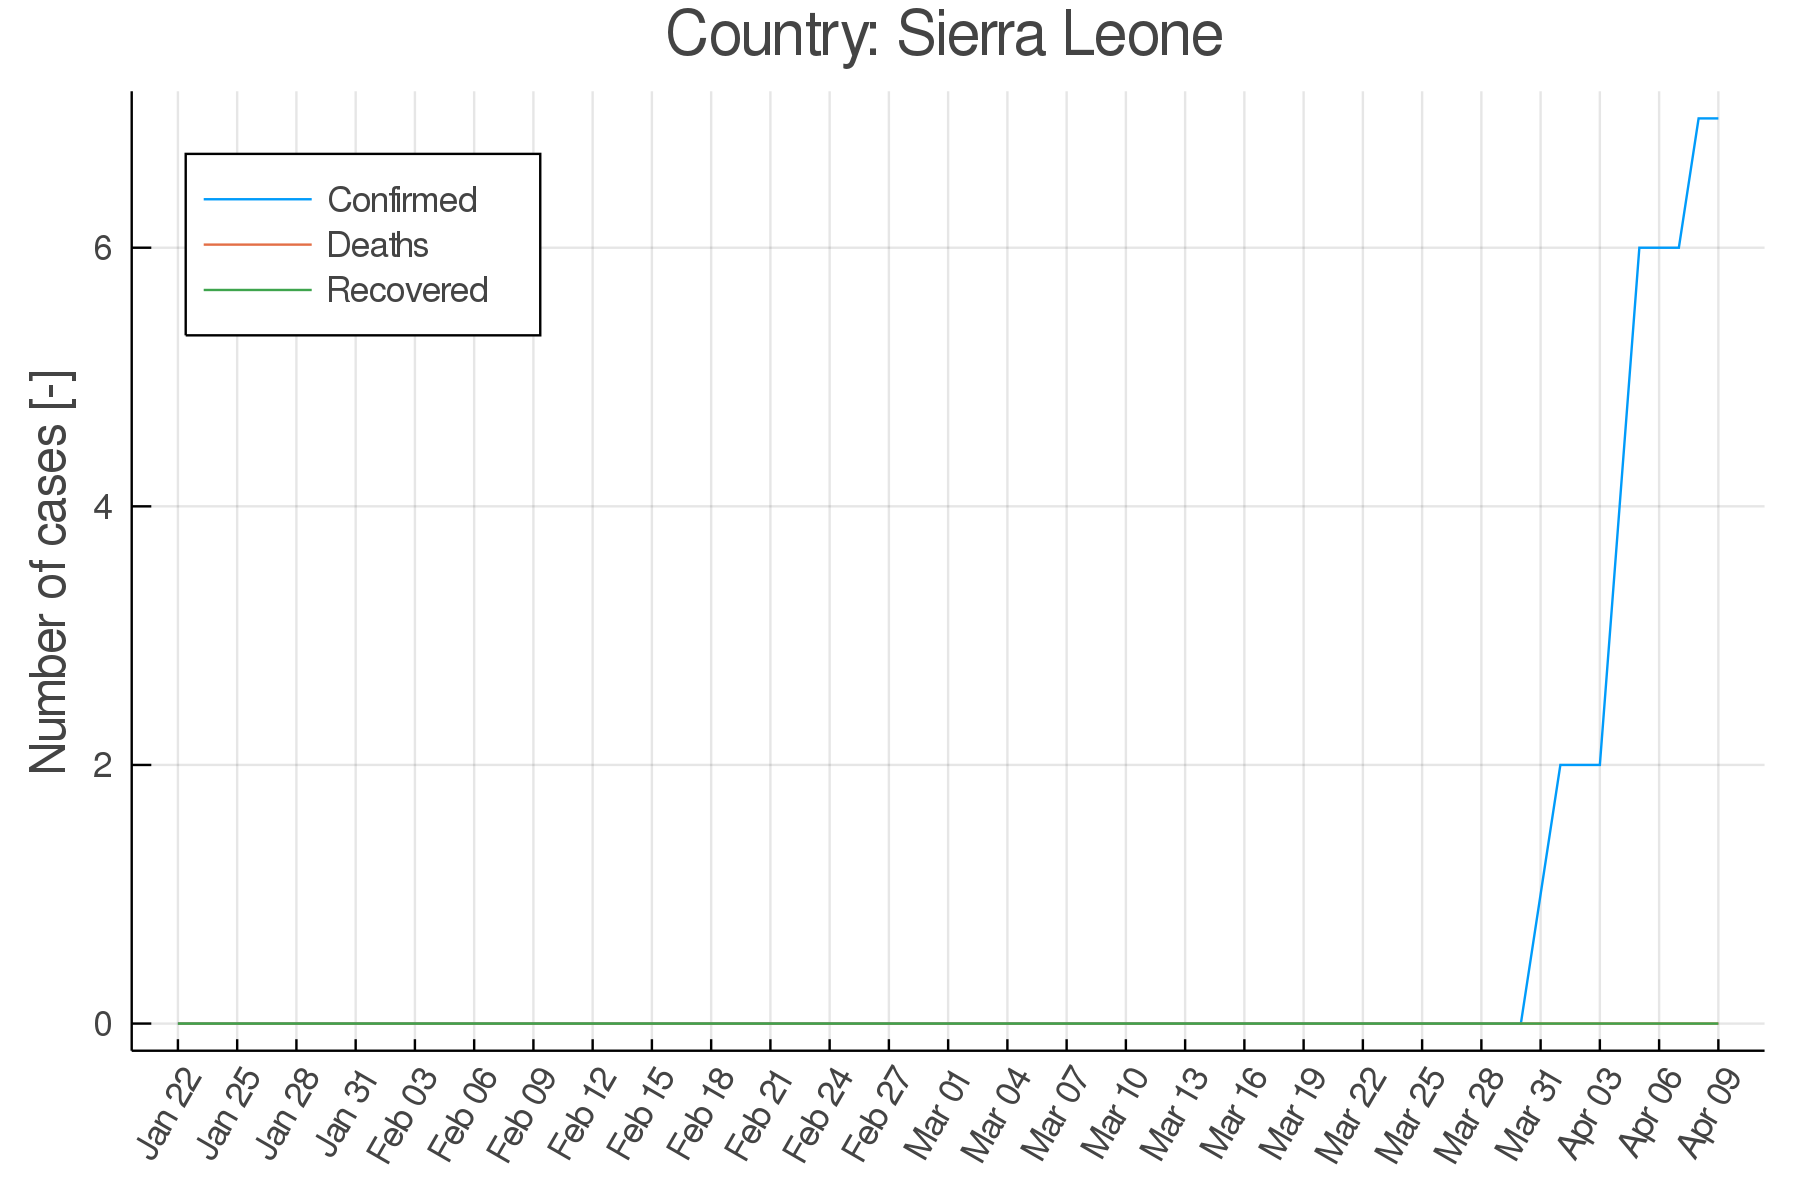 Country: Sierra Leone
Number of cases [-]
Confirmed
Deaths
Recovered
6
4
2
0
Jan 22
Jan 25
Jan 28
Jan 31
Feb 03
Feb 06
Feb 09
Feb 12
Feb 15
Feb 18
Feb 21
Feb 24
Feb 27
Mar 01
Mar 04
Mar 07
Mar 10
Mar 13
Mar 16
Mar 19
Mar 22
Mar 25
Mar 28
Mar 31
Apr 03
Apr 06
Apr 09